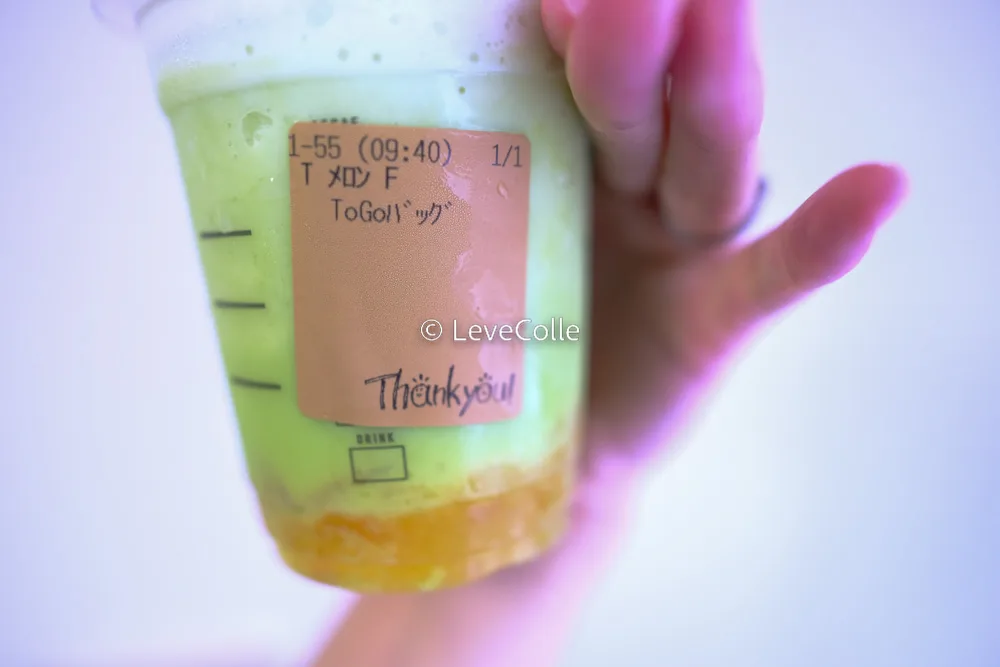 1-55 (09:40) 1/1
T メロン F
ToGoバッグ
© LeveColle
Thankyou!
DRINK